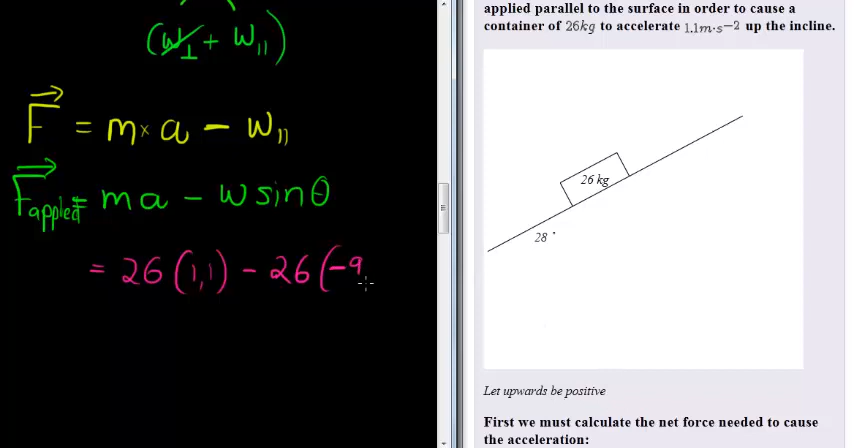 (W⊥ + W||)
F = m × a − W||
Fapplied = ma − w sinθ
= 26 (1,1) − 26 (−9
applied parallel to the surface in order to cause a
container of 26kg to accelerate 1.1m·s−2 up the incline.
26 kg
28 °
Let upwards be positive
First we must calculate the net force needed to cause
the acceleration: